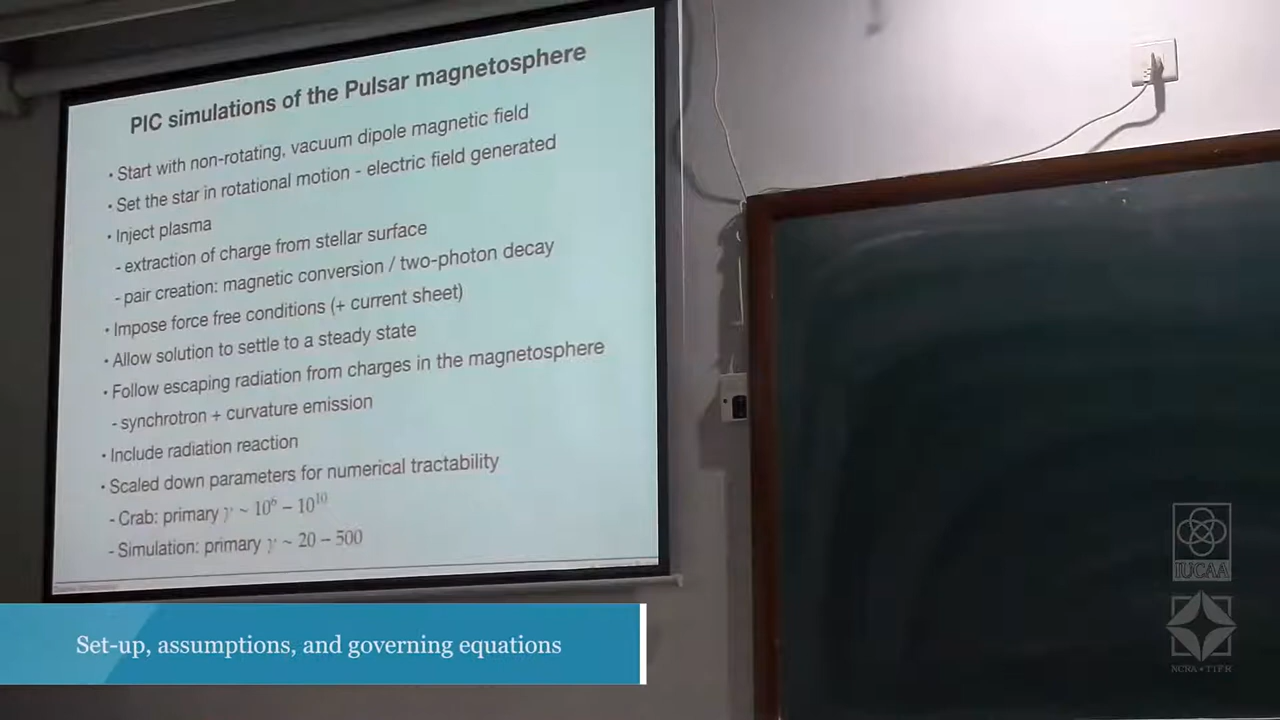 PIC simulations of the Pulsar magnetosphere
• Start with non-rotating, vacuum dipole magnetic field
• Set the star in rotational motion - electric field generated
• Inject plasma
- extraction of charge from stellar surface
- pair creation: magnetic conversion / two-photon decay
• Impose force free conditions (+ current sheet)
• Allow solution to settle to a steady state
• Follow escaping radiation from charges in the magnetosphere
- synchrotron + curvature emission
• Include radiation reaction
• Scaled down parameters for numerical tractability
- Crab: primary γ ~ 10⁶ – 10¹⁰
- Simulation: primary γ ~ 20 – 500
Set-up, assumptions, and governing equations
IUCAA
NCRA • TIFR